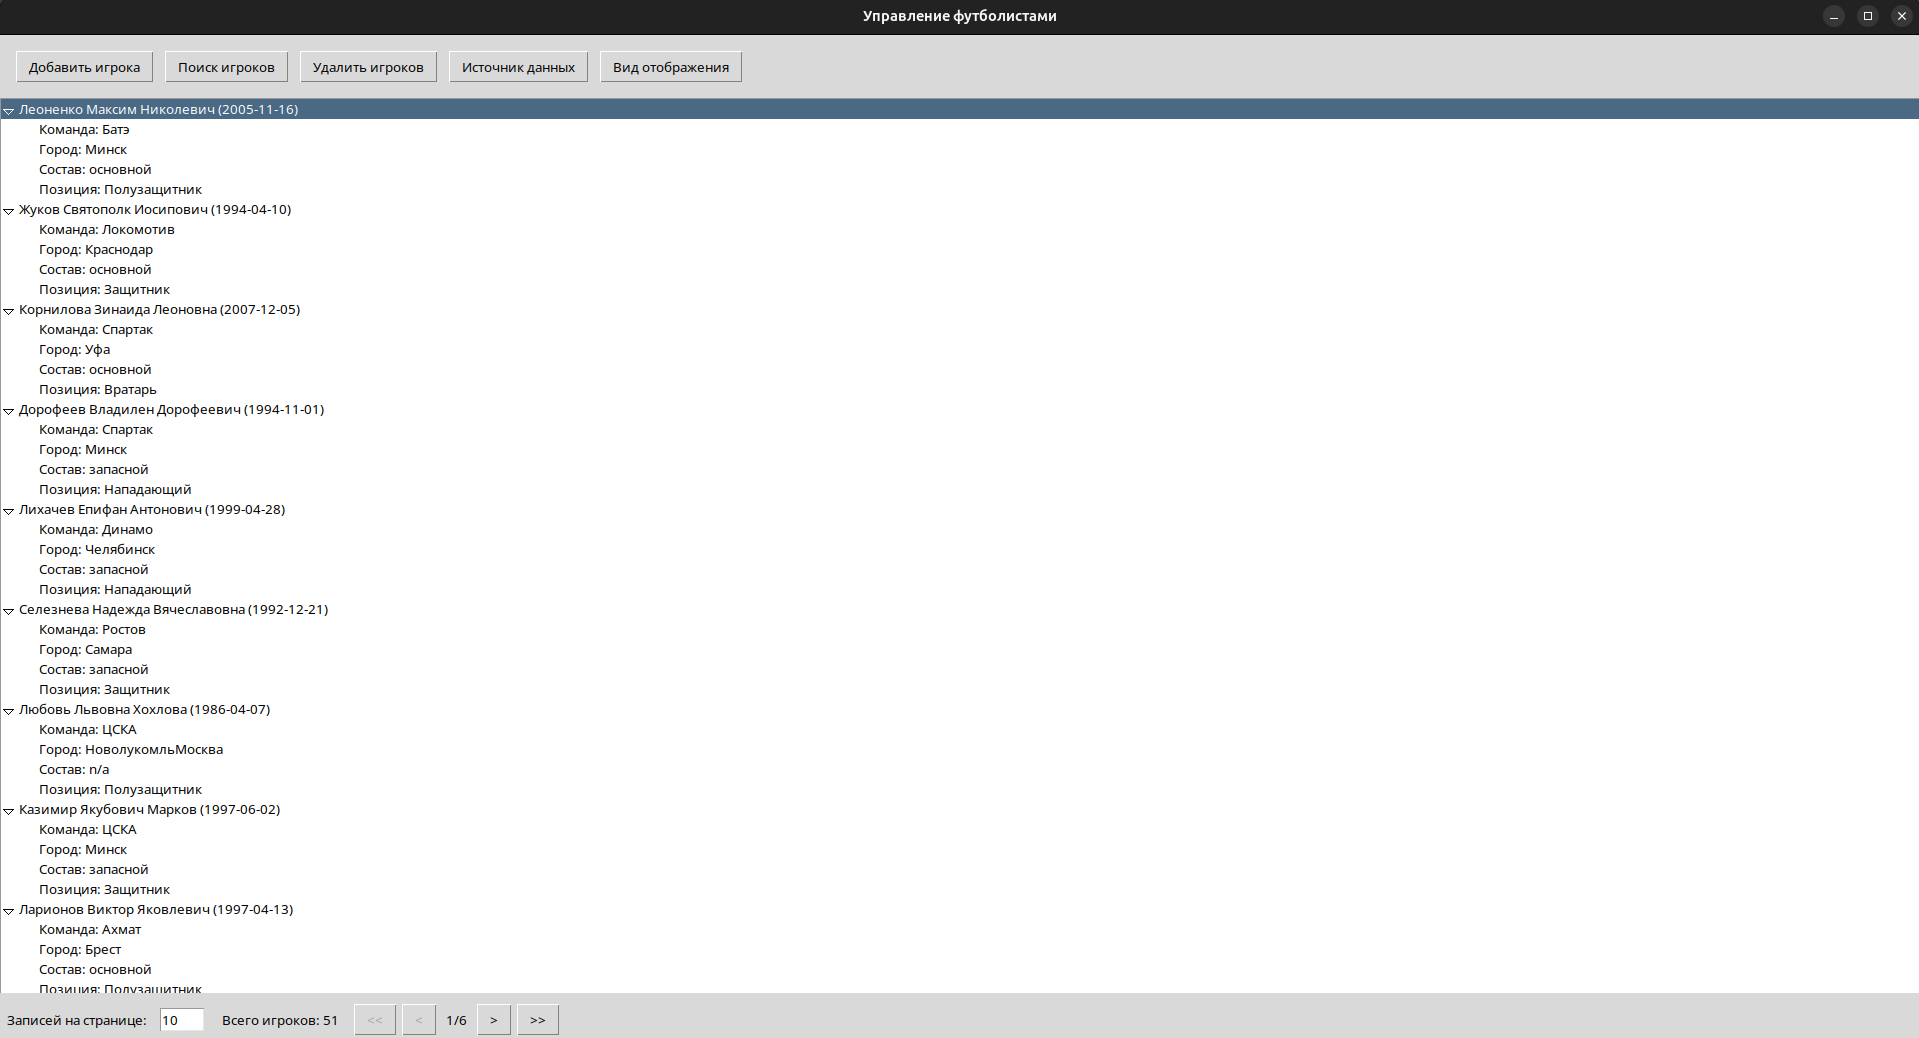 Управление футболистами
Добавить игрока Поиск игроков Удалить игроков Источник данных Вид отображения
Леоненко Максим Николевич (2005-11-16)
Команда: Батэ
Город: Минск
Состав: основной
Позиция: Полузащитник
Жуков Святополк Иосипович (1994-04-10)
Команда: Локомотив
Город: Краснодар
Состав: основной
Позиция: Защитник
Корнилова Зинаида Леоновна (2007-12-05)
Команда: Спартак
Город: Уфа
Состав: основной
Позиция: Вратарь
Дорофеев Владилен Дорофеевич (1994-11-01)
Команда: Спартак
Город: Минск
Состав: запасной
Позиция: Нападающий
Лихачев Епифан Антонович (1999-04-28)
Команда: Динамо
Город: Челябинск
Состав: запасной
Позиция: Нападающий
Селезнева Надежда Вячеславовна (1992-12-21)
Команда: Ростов
Город: Самара
Состав: запасной
Позиция: Защитник
Любовь Львовна Хохлова (1986-04-07)
Команда: ЦСКА
Город: НоволукомльМосква
Состав: n/a
Позиция: Полузащитник
Казимир Якубович Марков (1997-06-02)
Команда: ЦСКА
Город: Минск
Состав: запасной
Позиция: Защитник
Ларионов Виктор Яковлевич (1997-04-13)
Команда: Ахмат
Город: Брест
Состав: основной
Позиция: Полузащитник
Записей на странице: 10 Всего игроков: 51 << < 1/6 > >>